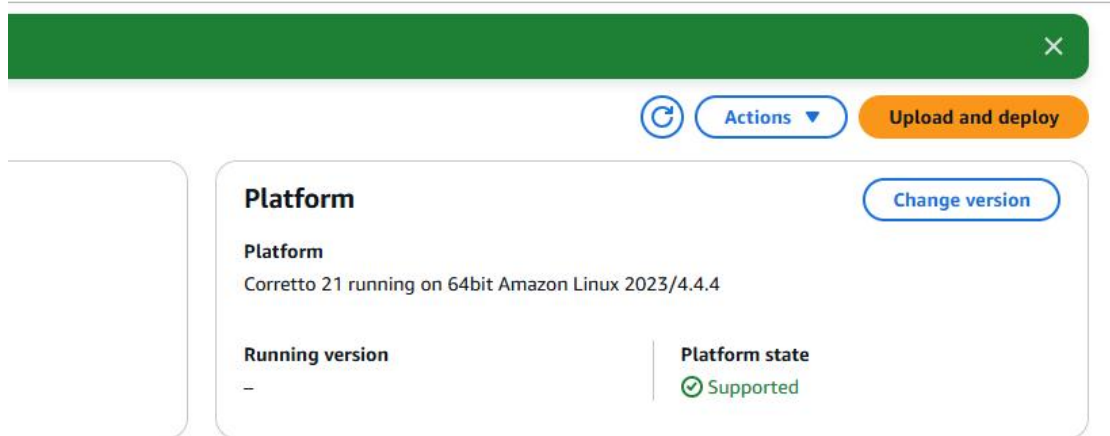 Actions
Upload and deploy
Platform
Change version
Platform
Corretto 21 running on 64bit Amazon Linux 2023/4.4.4
Running version
–
Platform state
Supported